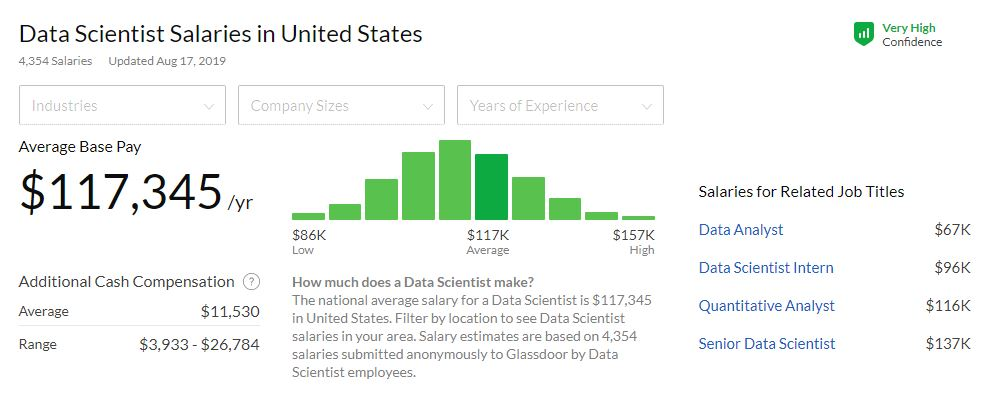 Data Scientist Salaries in United States
4,354 Salaries Updated Aug 17, 2019
Very High
Confidence
Industries
Company Sizes
Years of Experience
Average Base Pay
$117,345 /yr
$86K
Low
$117K
Average
$157K
High
Additional Cash Compensation ?
Average $11,530
Range $3,933 - $26,784
How much does a Data Scientist make?
The national average salary for a Data Scientist is $117,345
in United States. Filter by location to see Data Scientist
salaries in your area. Salary estimates are based on 4,354
salaries submitted anonymously to Glassdoor by Data
Scientist employees.
Salaries for Related Job Titles
Data Analyst $67K
Data Scientist Intern $96K
Quantitative Analyst $116K
Senior Data Scientist $137K